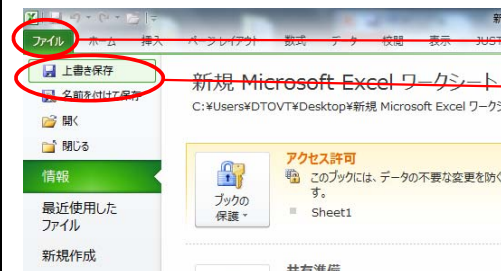 新
ファイル ホーム 挿入 ページレイアウト 数式 データ 校閲 表示 JUST
上書き保存
名前を付けて保存
開く
閉じる
情報
最近使用した
ファイル
新規作成
新規 Microsoft Excel ワークシート
C:¥Users¥DTOVT¥Desktop¥新規 Microsoft Excel ワークシ
ブックの
保護
アクセス許可
このブックには、データの不要な変更を防ぐ
す。
Sheet1
共有準備